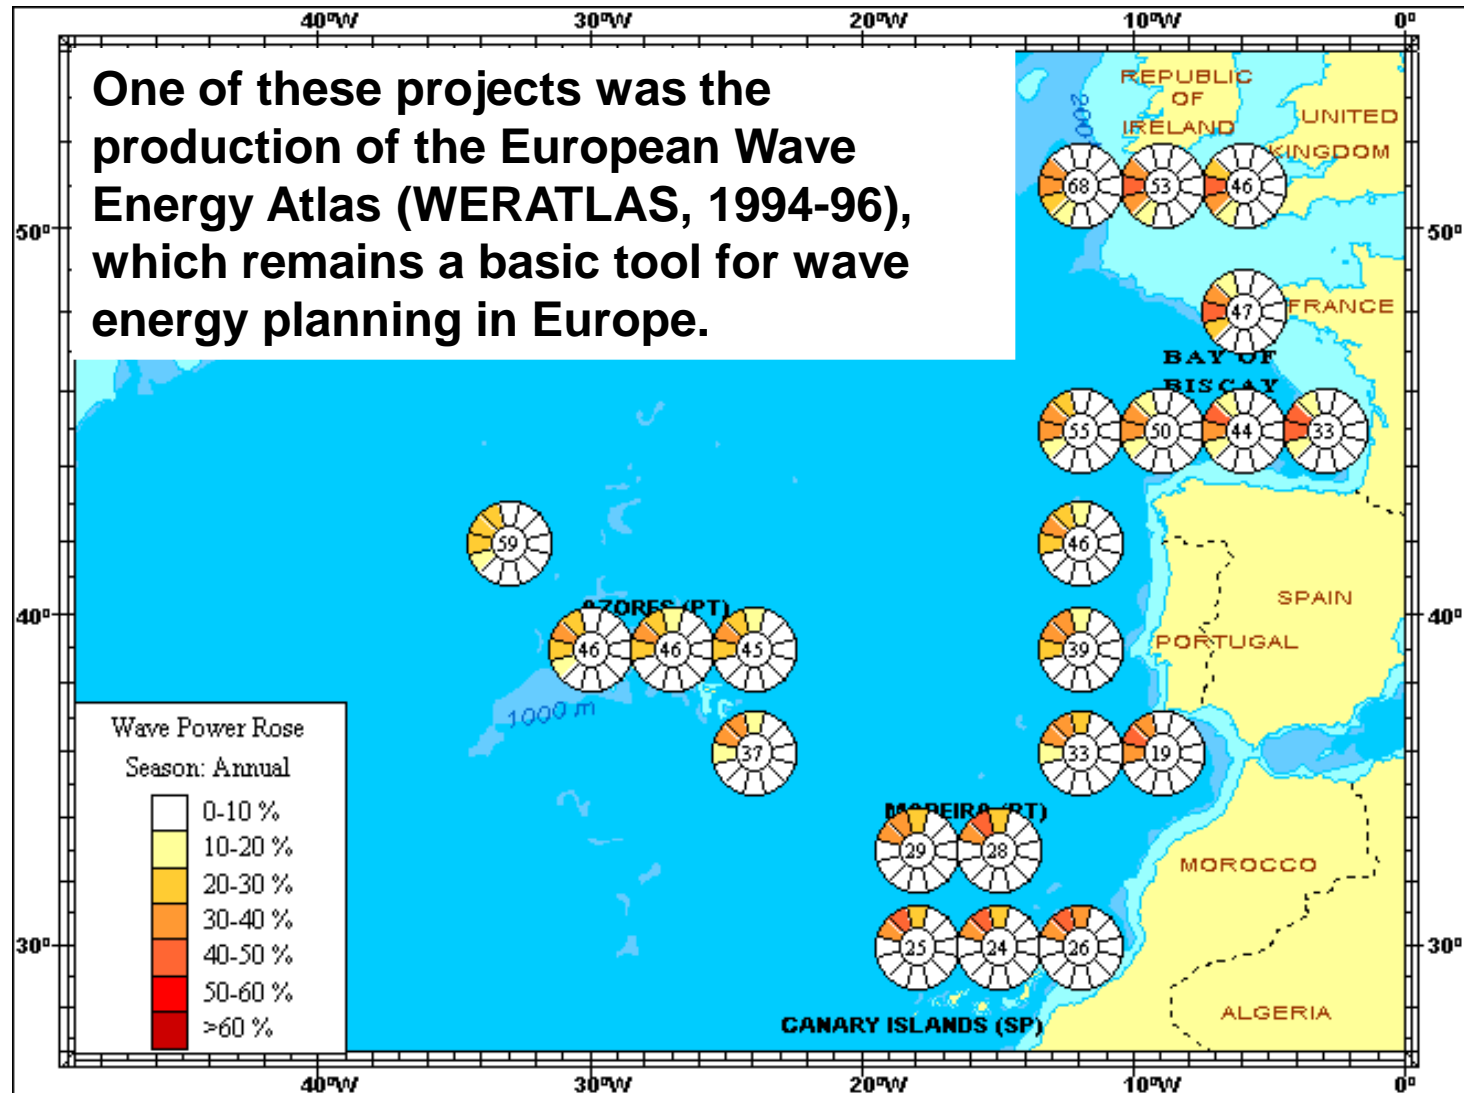 40°W 30°W 20°W 10°W 0°
One of these projects was the
production of the European Wave
Energy Atlas (WERATLAS, 1994-96),
which remains a basic tool for wave
energy planning in Europe.
REPUBLIC
OF
IRELAND
UNITED
KINGDOM
200
68 53 46
50° 50°
47
FRANCE
BAY OF
BISCAY
55 50 44 33
59
46
AZORES (PT)
SPAIN
40° 40°
46 46 45
39
PORTUGAL
1000 m
37
33 19
MADEIRA (PT)
29 28
MOROCCO
30° 30°
25 24 26
CANARY ISLANDS (SP)
ALGERIA
Wave Power Rose
Season: Annual
0-10 %
10-20 %
20-30 %
30-40 %
40-50 %
50-60 %
>60 %
40°W 30°W 20°W 10°W 0°